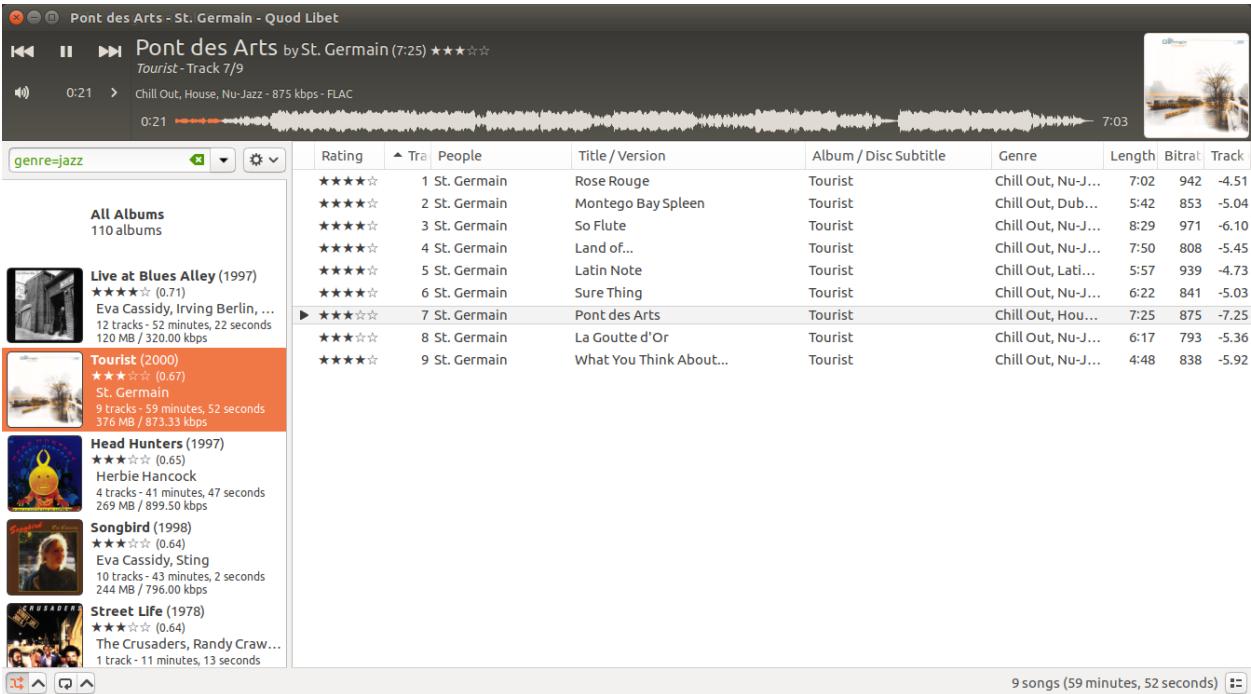 Pont des Arts - St. Germain - Quod Libet
Pont des Arts by St. Germain (7:25) ★★★☆☆
Tourist - Track 7/9
0:21
Chill Out, House, Nu-Jazz - 875 kbps - FLAC
0:21 7:03
genre=jazz
All Albums
110 albums
Live at Blues Alley (1997)
★★★★☆ (0.71)
Eva Cassidy, Irving Berlin, ...
12 tracks - 52 minutes, 22 seconds
120 MB / 320.00 kbps
Tourist (2000)
★★★☆☆ (0.67)
St. Germain
9 tracks - 59 minutes, 52 seconds
376 MB / 873.33 kbps
Head Hunters (1997)
★★★☆☆ (0.65)
Herbie Hancock
4 tracks - 41 minutes, 47 seconds
269 MB / 899.50 kbps
Songbird (1998)
★★★☆☆ (0.64)
Eva Cassidy, Sting
10 tracks - 43 minutes, 2 seconds
244 MB / 796.00 kbps
CRUSADERS
Street Life (1978)
★★★☆☆ (0.64)
The Crusaders, Randy Craw...
1 track - 11 minutes, 13 seconds
Rating Tra People Title / Version Album / Disc Subtitle Genre Length Bitrat Track
★★★★☆ 1 St. Germain Rose Rouge Tourist Chill Out, Nu-J... 7:02 942 -4.51
★★★★☆ 2 St. Germain Montego Bay Spleen Tourist Chill Out, Dub... 5:42 853 -5.04
★★★★☆ 3 St. Germain So Flute Tourist Chill Out, Nu-J... 8:29 971 -6.10
★★★★☆ 4 St. Germain Land of... Tourist Chill Out, Nu-J... 7:50 808 -5.45
★★★★☆ 5 St. Germain Latin Note Tourist Chill Out, Lati... 5:57 939 -4.73
★★★★☆ 6 St. Germain Sure Thing Tourist Chill Out, Nu-J... 6:22 841 -5.03
★★★☆☆ 7 St. Germain Pont des Arts Tourist Chill Out, Hou... 7:25 875 -7.25
★★★☆☆ 8 St. Germain La Goutte d'Or Tourist Chill Out, Nu-J... 6:17 793 -5.36
★★★★☆ 9 St. Germain What You Think About... Tourist Chill Out, Nu-J... 4:48 838 -5.92
9 songs (59 minutes, 52 seconds)